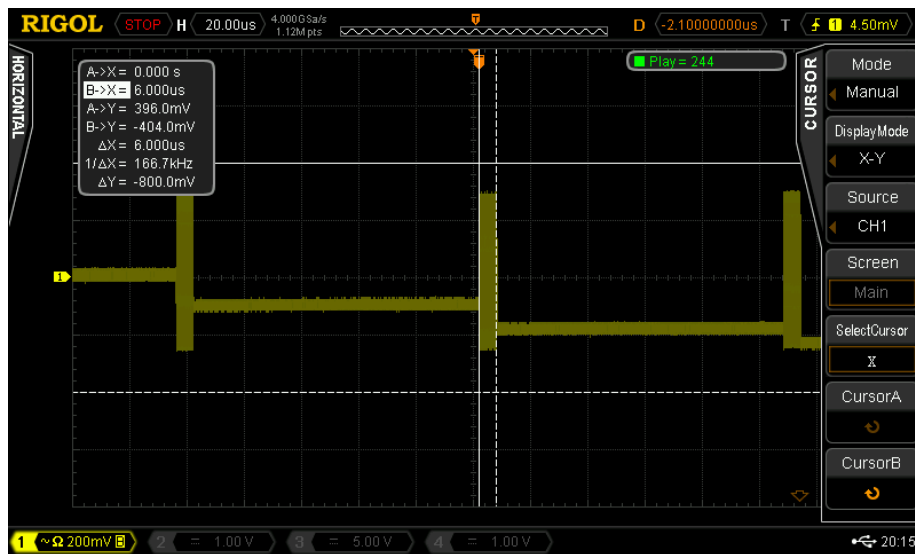 RIGOL STOP H 20.00us 4.000GSa/s 1.12Mpts D -2.10000000us T 1 4.50mV
HORIZONTAL
A->X= 0.000 s
B->X= 6.000us
A->Y= 396.0mV
B->Y= -404.0mV
ΔX= 6.000us
1/ΔX= 166.7kHz
ΔY= -800.0mV
T
Play= 244
1
CURSOR
Mode
Manual
DisplayMode
X-Y
Source
CH1
Screen
Main
SelectCursor
X
CursorA
CursorB
1 ~Ω 200mV B 2 = 1.00 V 3 = 5.00 V 4 = 1.00 V 20:15